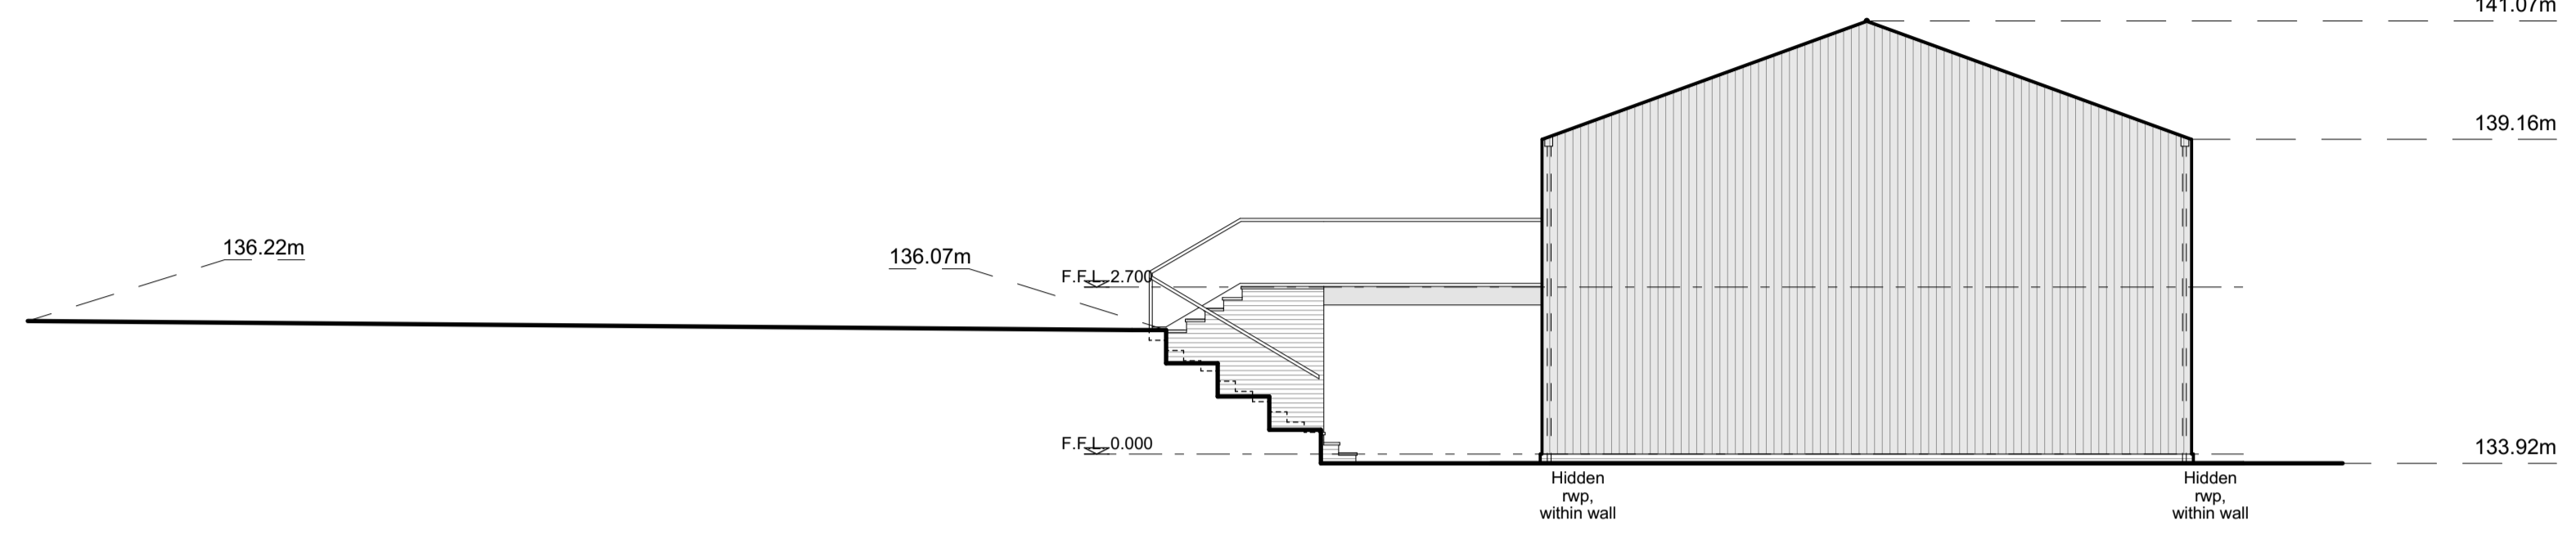 141.07m
139.16m
136.22m
136.07m
F.F.L. 2.700
F.F.L. 0.000
133.92m
Hidden
rwp,
within wall
Hidden
rwp,
within wall